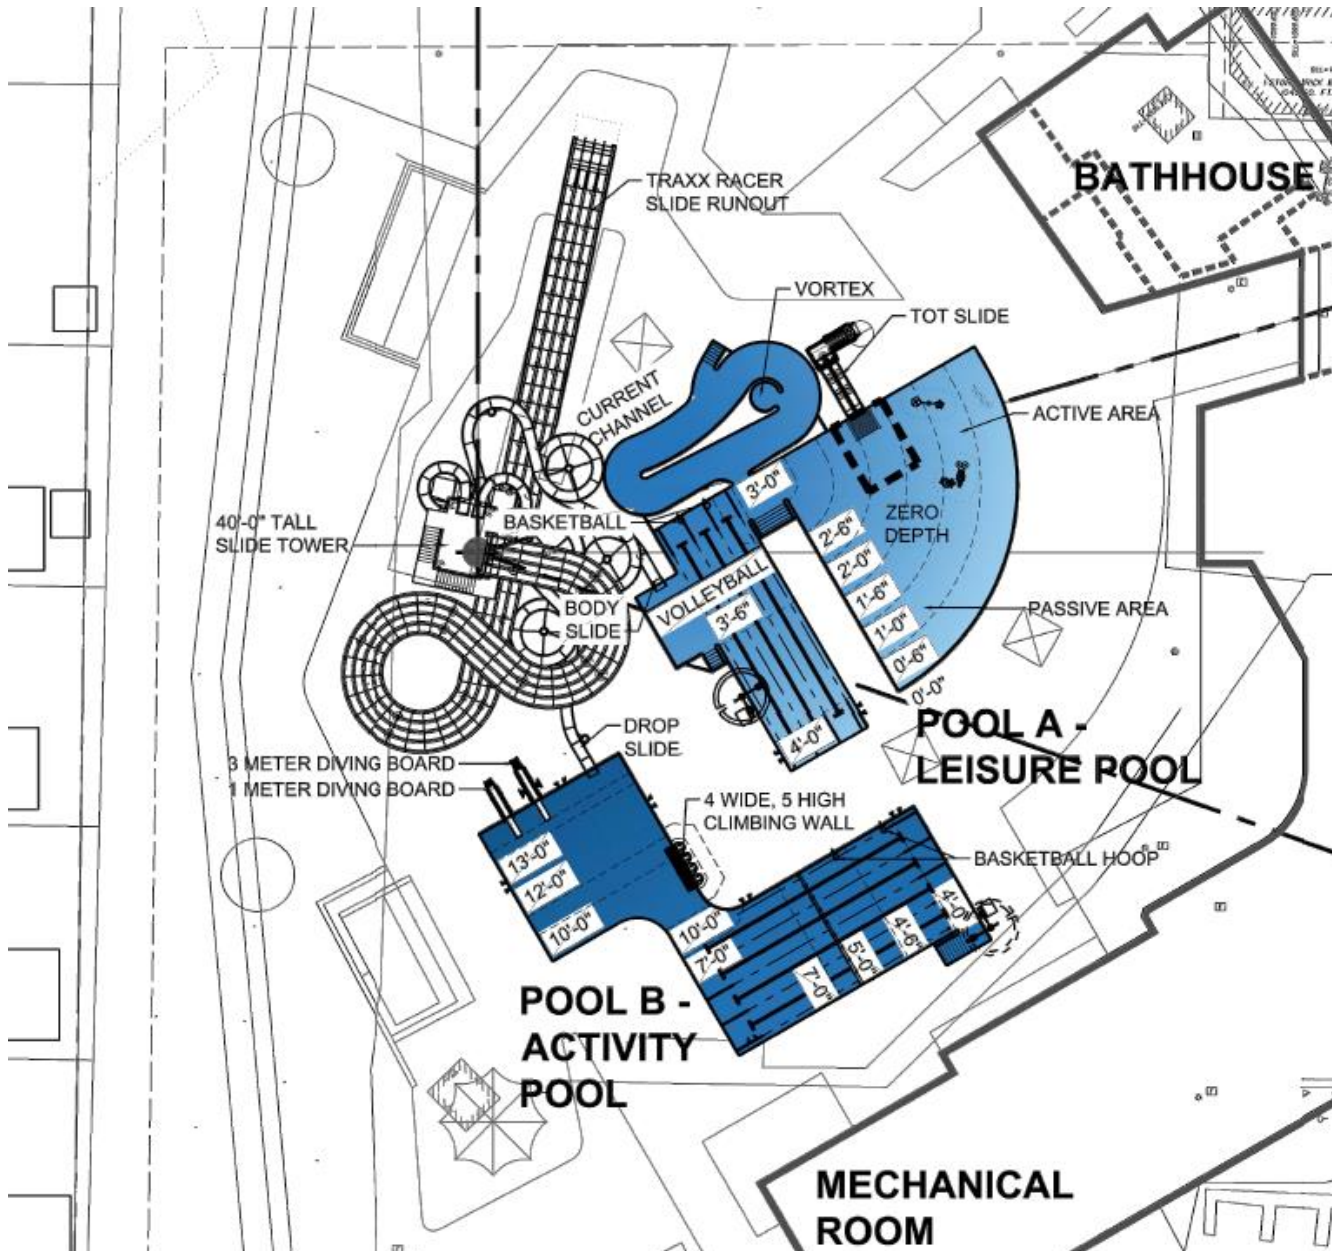 BATHHOUSE
TRAXX RACER
SLIDE RUNOUT
VORTEX
TOT SLIDE
CURRENT
CHANNEL
ACTIVE AREA
3'-0"
BASKETBALL
40'-0" TALL
SLIDE TOWER
ZERO
DEPTH
2'-6"
2'-0"
1'-6"
1'-0"
0'-6"
0'-0"
VOLLEYBALL
3'-6"
BODY
SLIDE
PASSIVE AREA
4'-0"
DROP
SLIDE
POOL A -
LEISURE POOL
3 METER DIVING BOARD
1 METER DIVING BOARD
4 WIDE, 5 HIGH
CLIMBING WALL
BASKETBALL HOOP
13'-0"
12'-0"
10'-0"
10'-0"
7'-0"
7'-0"
5'-0"
4'-6"
4'-0"
POOL B -
ACTIVITY
POOL
MECHANICAL
ROOM